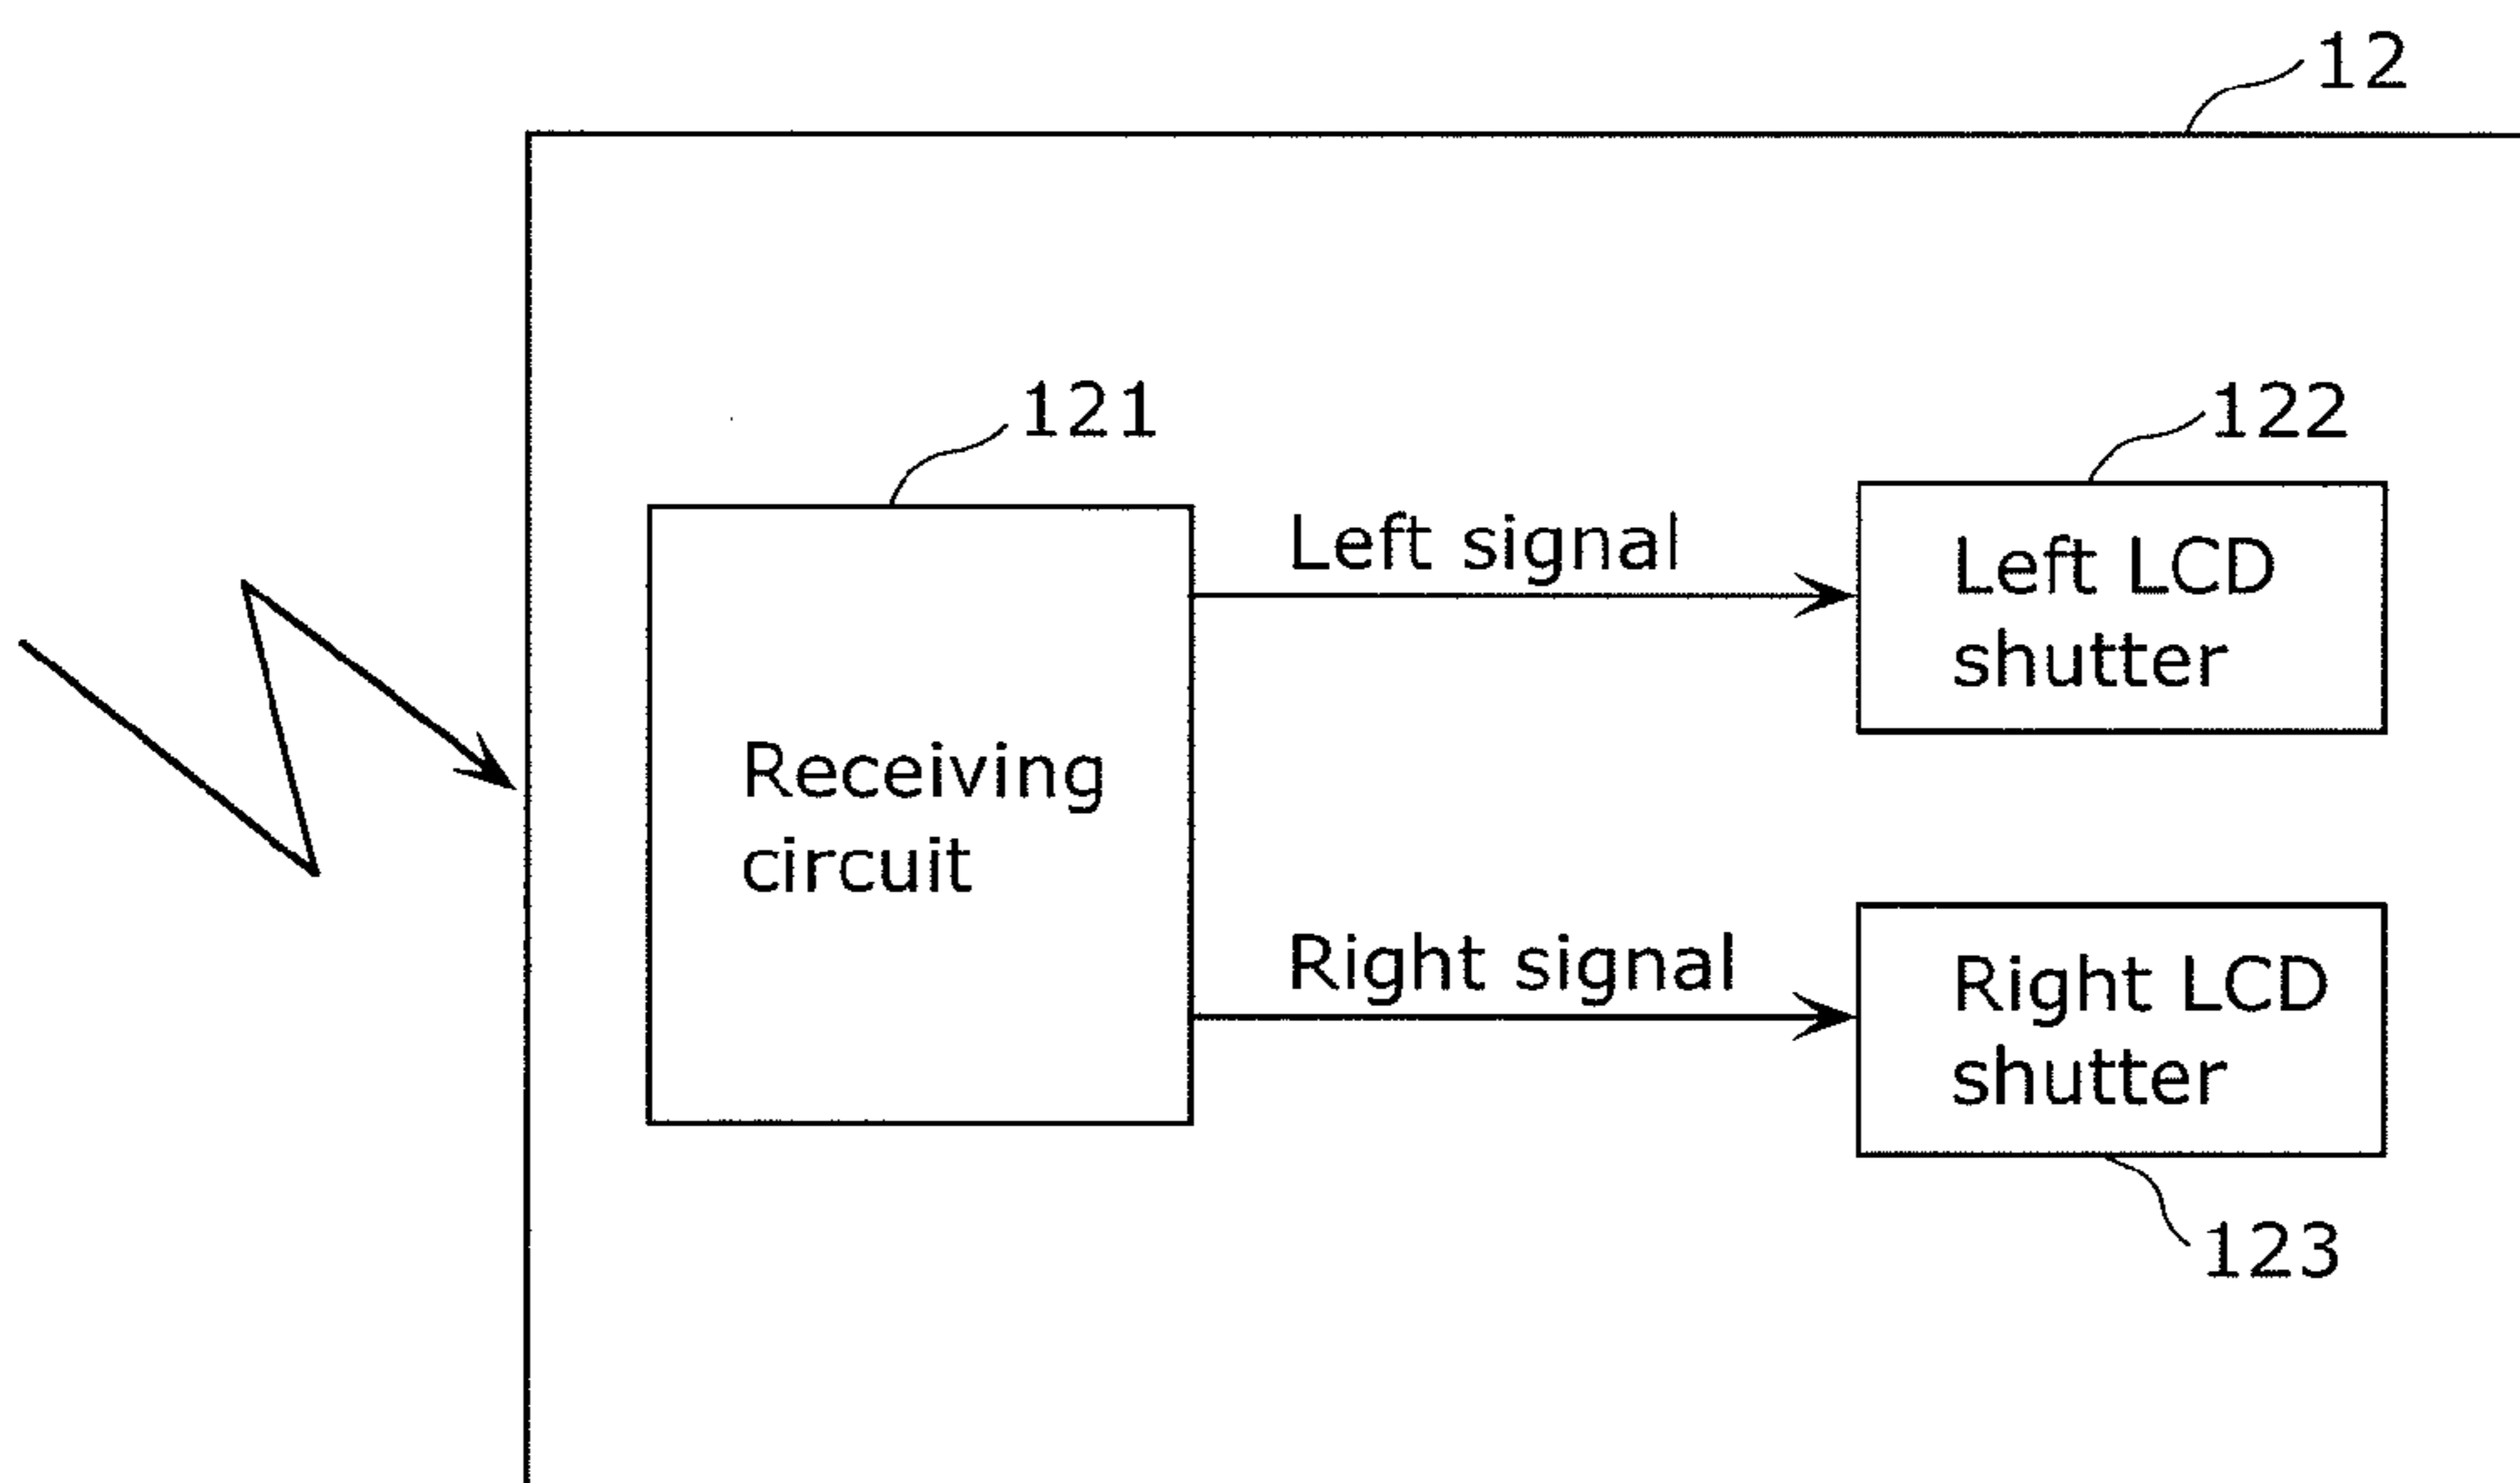 12
121
122
Left signal
Left LCD
shutter
Receiving
circuit
Right signal
Right LCD
shutter
123